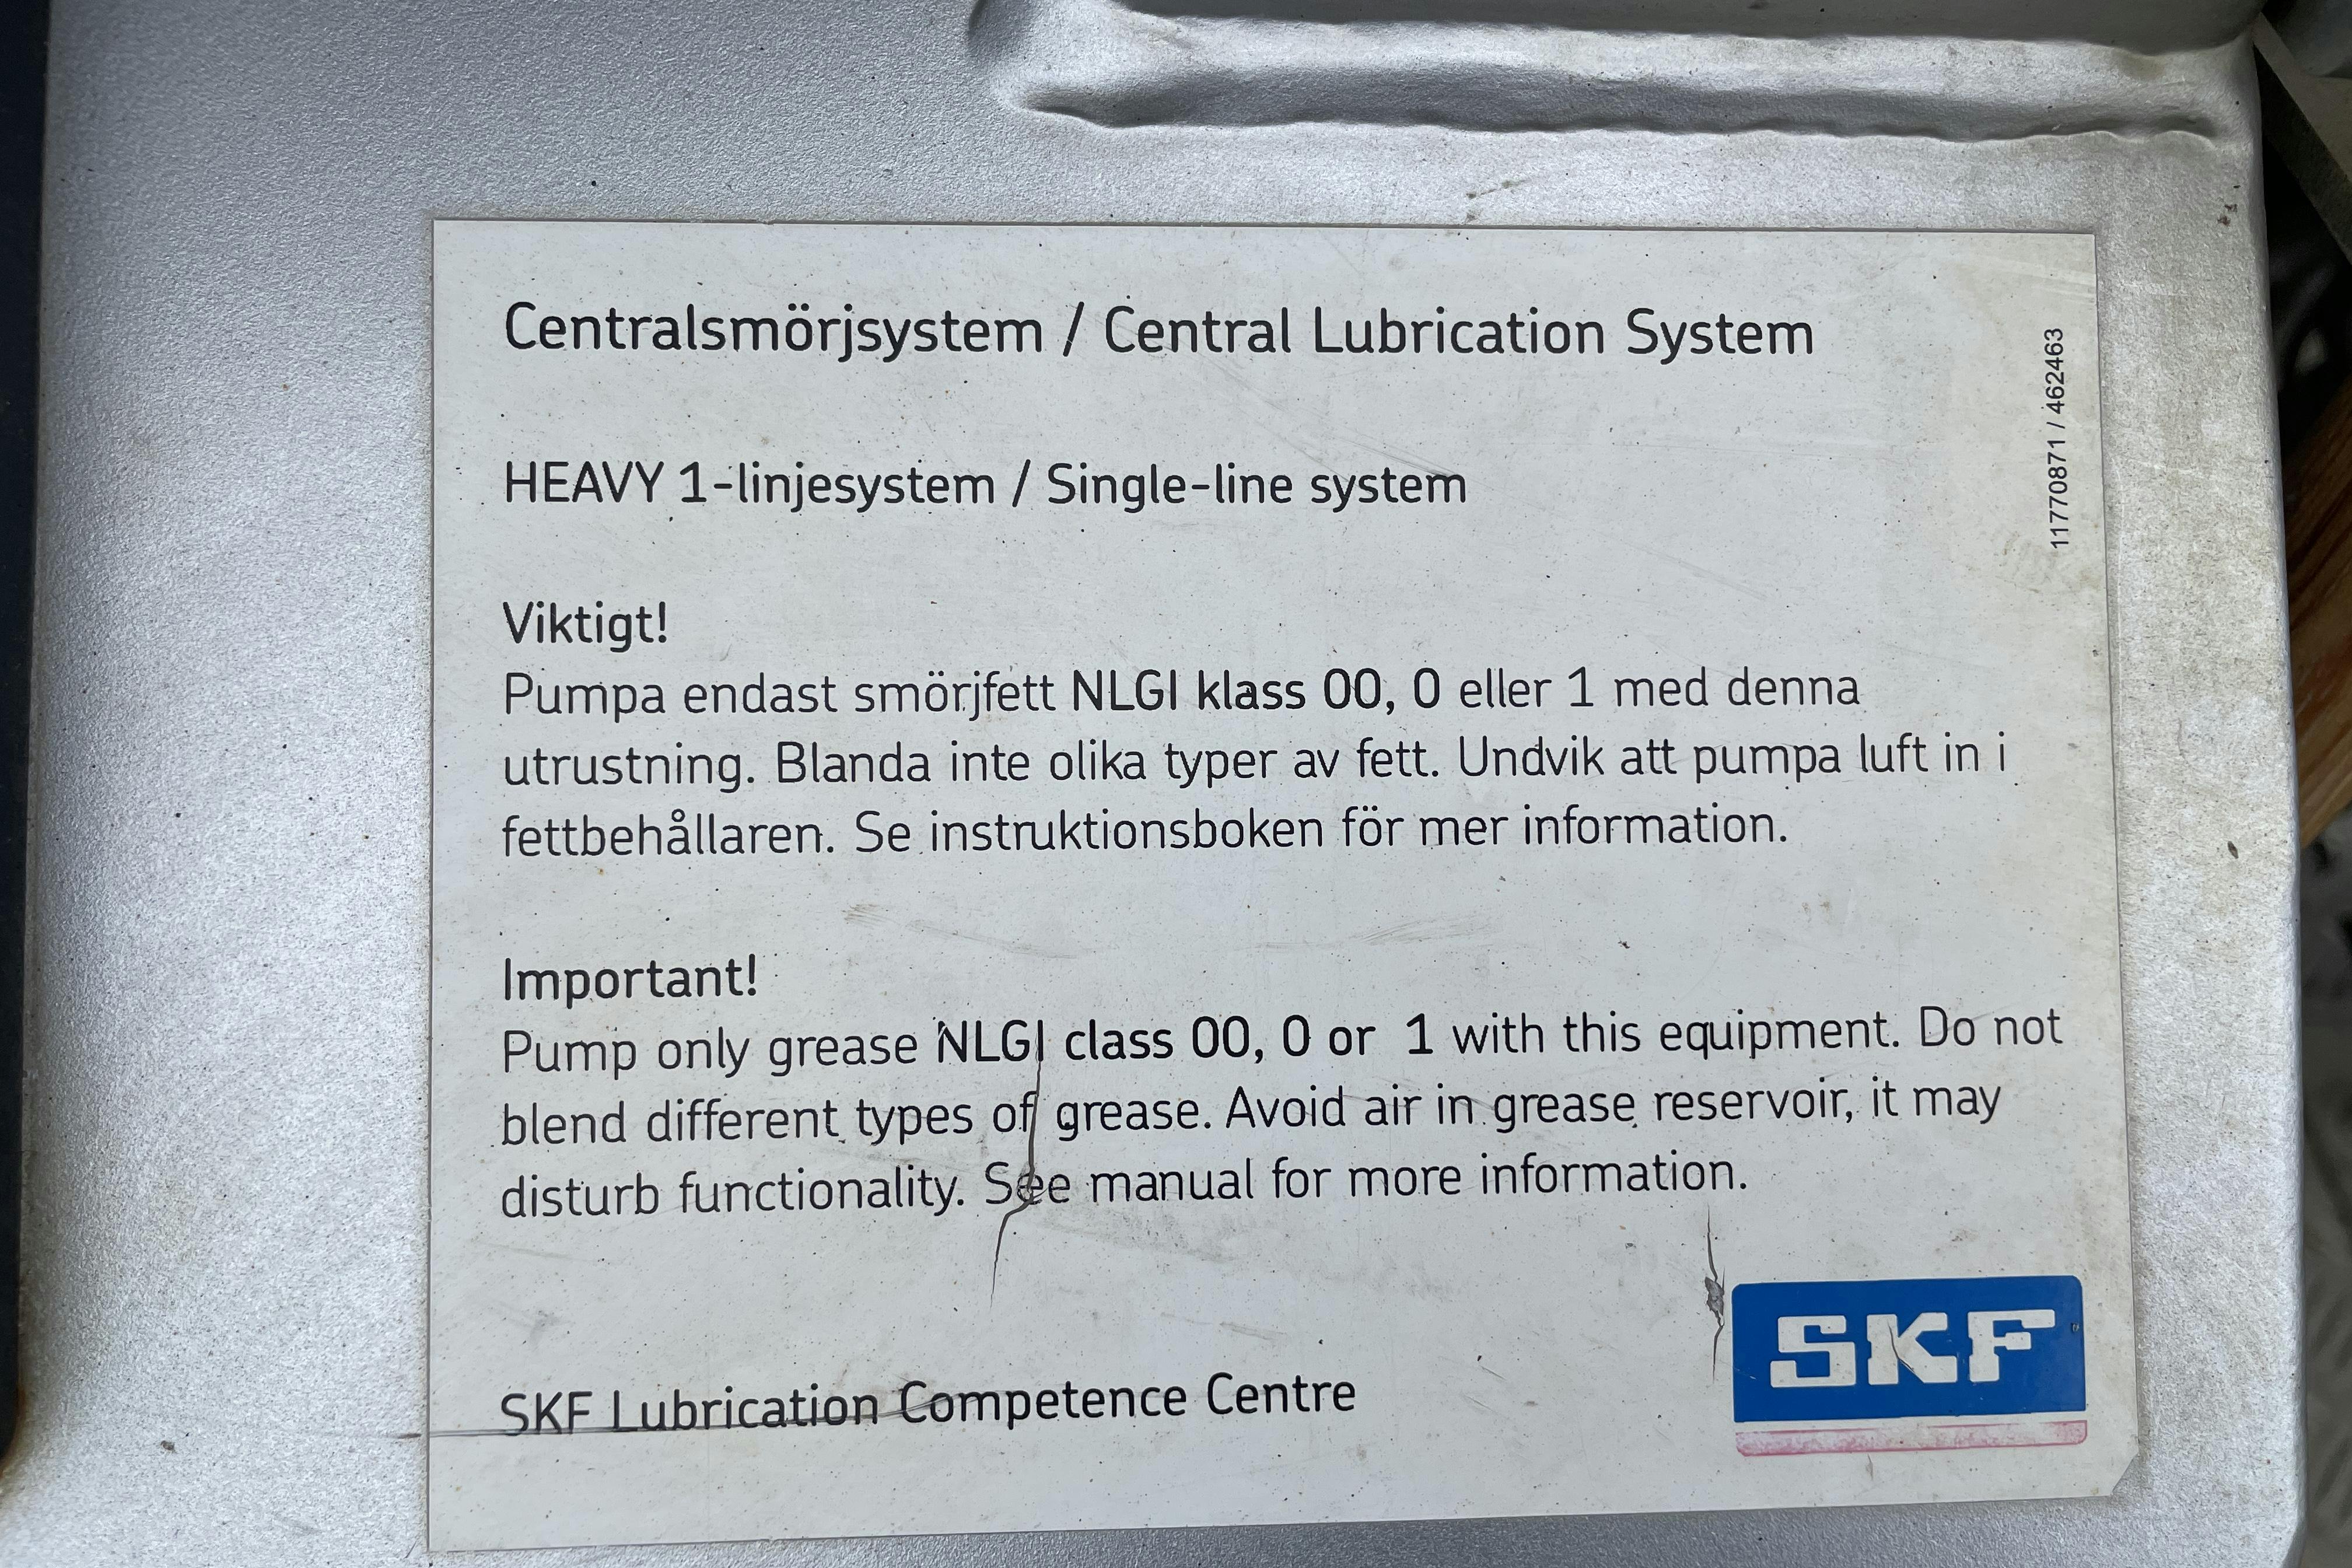 Centralsmörjsystem / Central Lubrication System
11770871 / 462463
HEAVY 1-linjesystem / Single-line system
Viktigt!
Pumpa endast smörjfett NLGI klass 00, 0 eller 1 med denna
utrustning. Blanda inte olika typer av fett. Undvik att pumpa luft in i
fettbehållaren. Se instruktionsboken för mer information.
Important!
Pump only grease NLGI class 00, 0 or 1 with this equipment. Do not
blend different types of grease. Avoid air in grease reservoir, it may
disturb functionality. See manual for more information.
SKF
SKF Lubrication Competence Centre